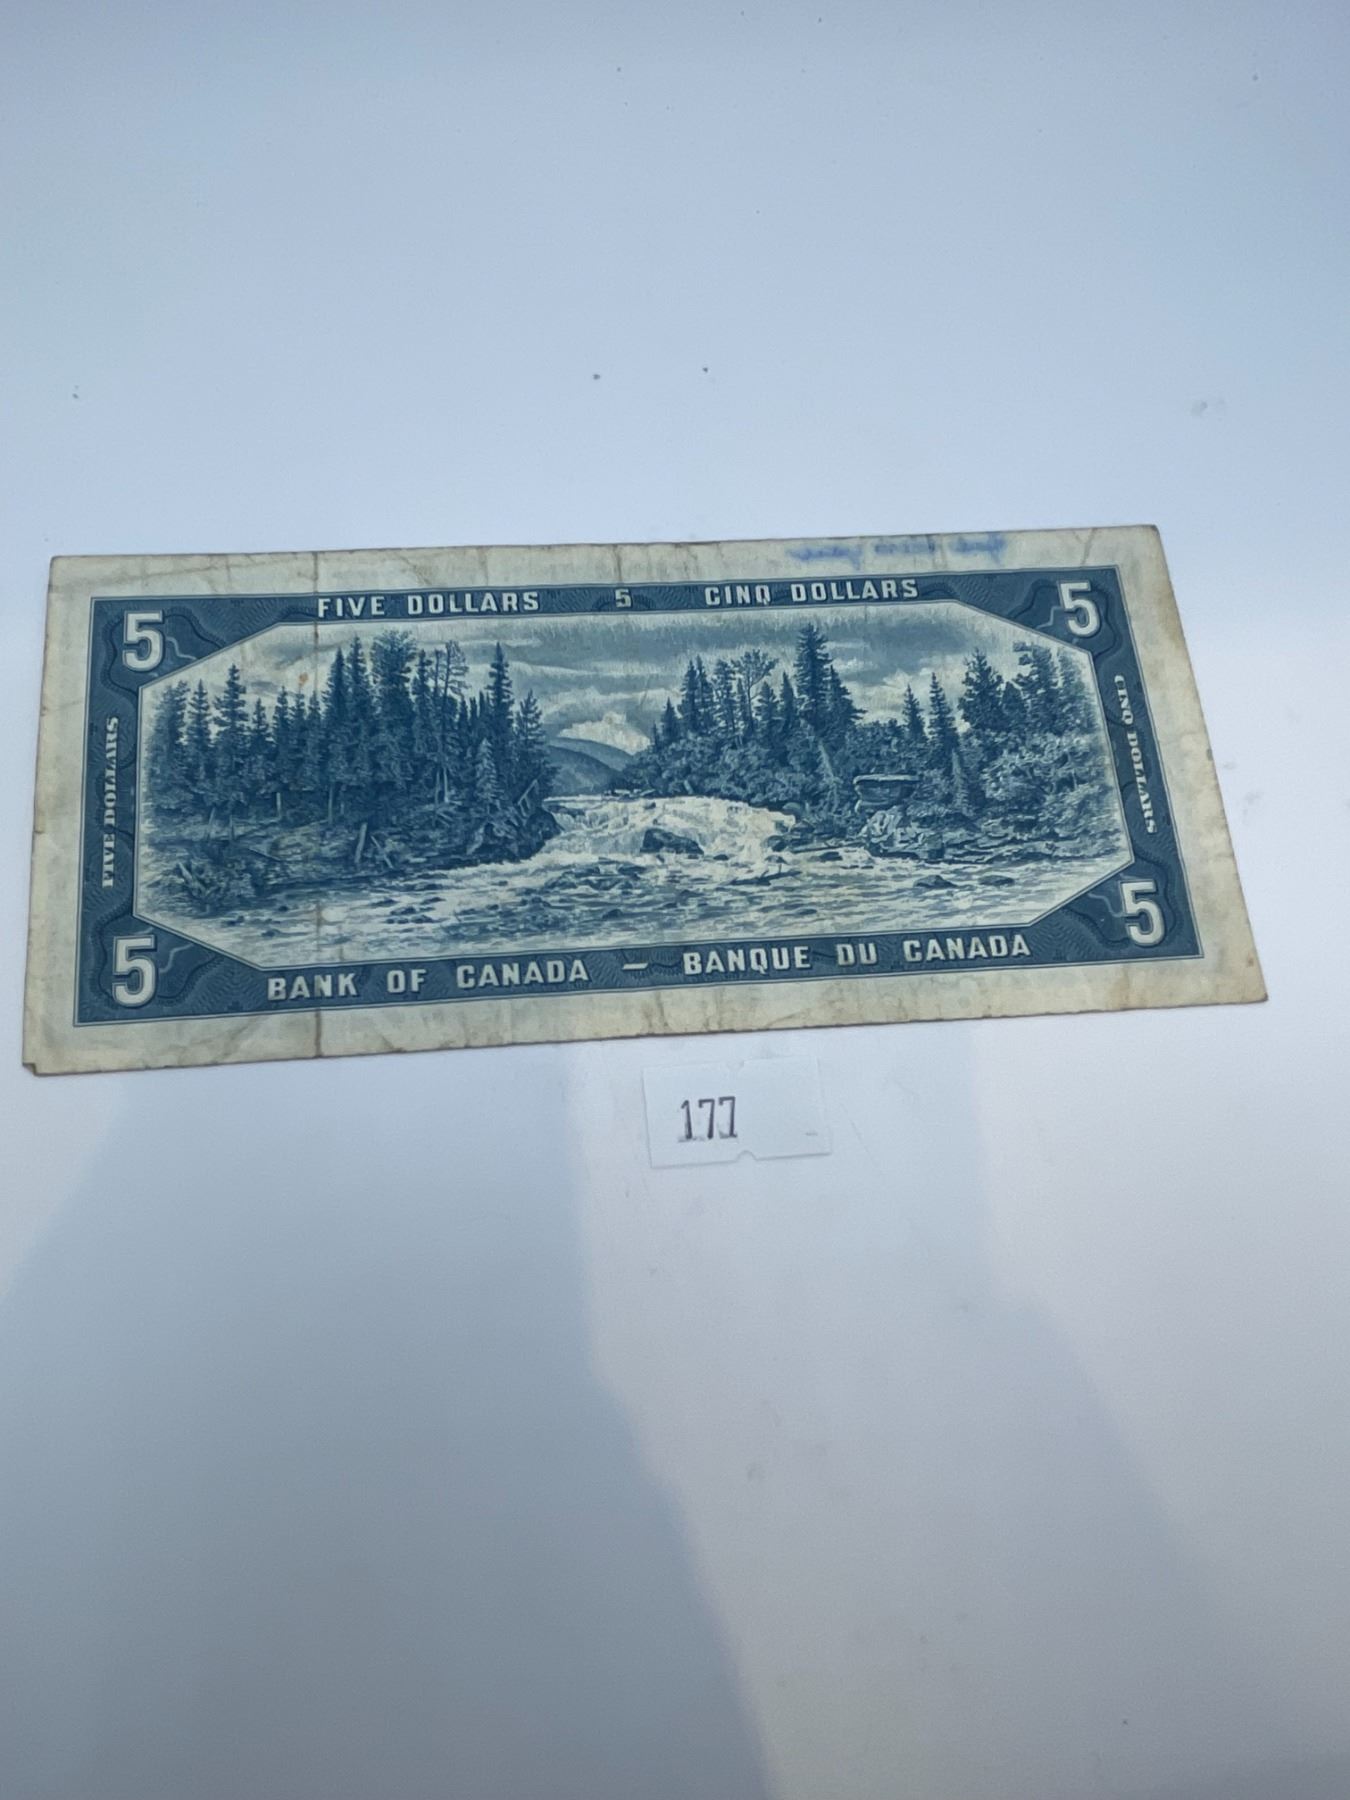 FIVE DOLLARS 5 CINQ DOLLARS
5 5
FIVE DOLLARS
CINQ DOLLARS
5 5
BANK OF CANADA — BANQUE DU CANADA
177